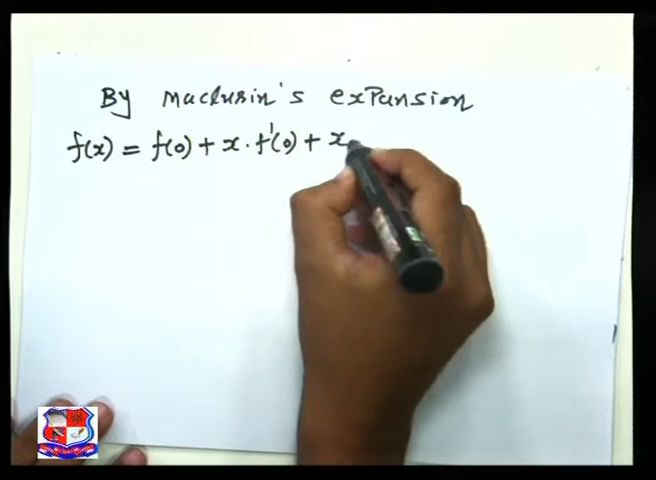 By maclurin's expansion
f(x) = f(0) + x · f'(0) + x